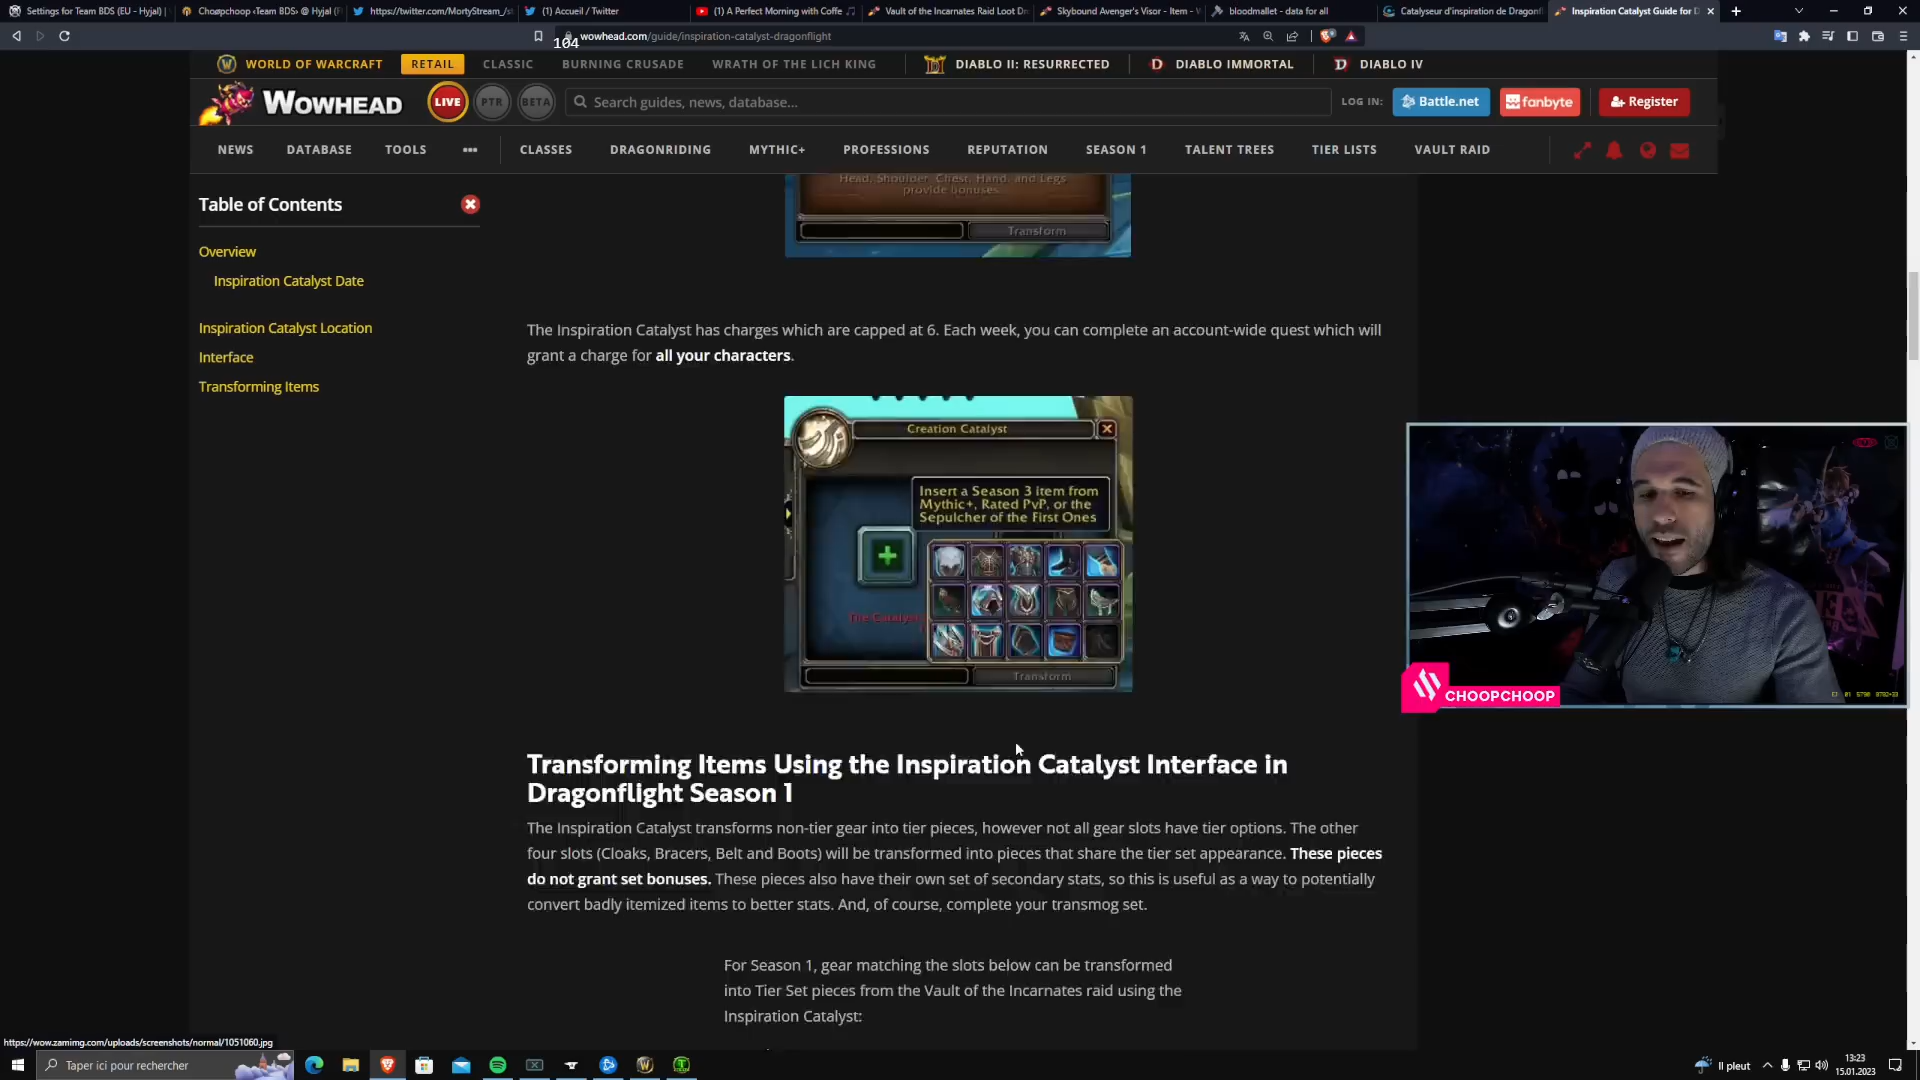 Settings for Team BDS (EU - Hyjal) |
Choøpchoop ‹Team BDS› @ Hyjal (F
https://twitter.com/MortyStream_/s
(1) Accueil / Twitter
(1) A Perfect Morning with Coffe
Vault of the Incarnates Raid Loot Dr
Skybound Avenger's Visor - Item - W
bloodmallet - data for all
Catalyseur d'inspiration de Dragonfl
Inspiration Catalyst Guide for D
104
wowhead.com/guide/inspiration-catalyst-dragonflight
WORLD OF WARCRAFT
RETAIL
CLASSIC
BURNING CRUSADE
WRATH OF THE LICH KING
DIABLO II: RESURRECTED
DIABLO IMMORTAL
DIABLO IV
WOWHEAD
LIVE
PTR
BETA
Search guides, news, database...
LOG IN:
Battle.net
fanbyte
Register
NEWS
DATABASE
TOOLS
CLASSES
DRAGONRIDING
MYTHIC+
PROFESSIONS
REPUTATION
SEASON 1
TALENT TREES
TIER LISTS
VAULT RAID
Table of Contents
Overview
Inspiration Catalyst Date
Inspiration Catalyst Location
Interface
Transforming Items
Head, Shoulder, Chest, Hand, and Legs
provide bonuses.
Transform
The Inspiration Catalyst has charges which are capped at 6. Each week, you can complete an account-wide quest which will
grant a charge for all your characters.
Creation Catalyst
Insert a Season 3 item from
Mythic+, Rated PvP, or the
Sepulcher of the First Ones
The Catalyst
Transform
CHOOPCHOOP
Transforming Items Using the Inspiration Catalyst Interface in
Dragonflight Season 1
The Inspiration Catalyst transforms non-tier gear into tier pieces, however not all gear slots have tier options. The other
four slots (Cloaks, Bracers, Belt and Boots) will be transformed into pieces that share the tier set appearance. These pieces
do not grant set bonuses. These pieces also have their own set of secondary stats, so this is useful as a way to potentially
convert badly itemized items to better stats. And, of course, complete your transmog set.
For Season 1, gear matching the slots below can be transformed
into Tier Set pieces from the Vault of the Incarnates raid using the
Inspiration Catalyst:
https://wow.zamimg.com/uploads/screenshots/normal/1051060.jpg
Taper ici pour rechercher
Il pleut
13:23
15.01.2023